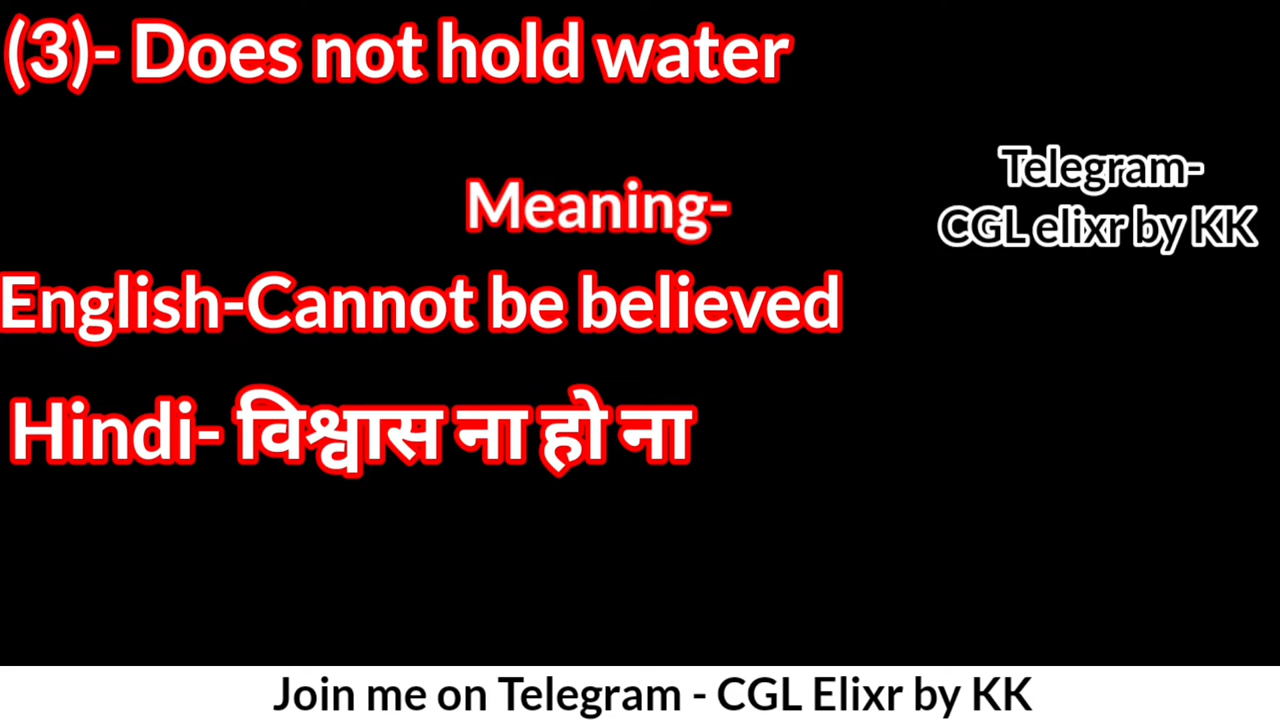 (3)- Does not hold water
Telegram-
CGL elixr by KK
Meaning-
English-Cannot be believed
Hindi- विश्वास ना हो ना
Join me on Telegram - CGL Elixr by KK